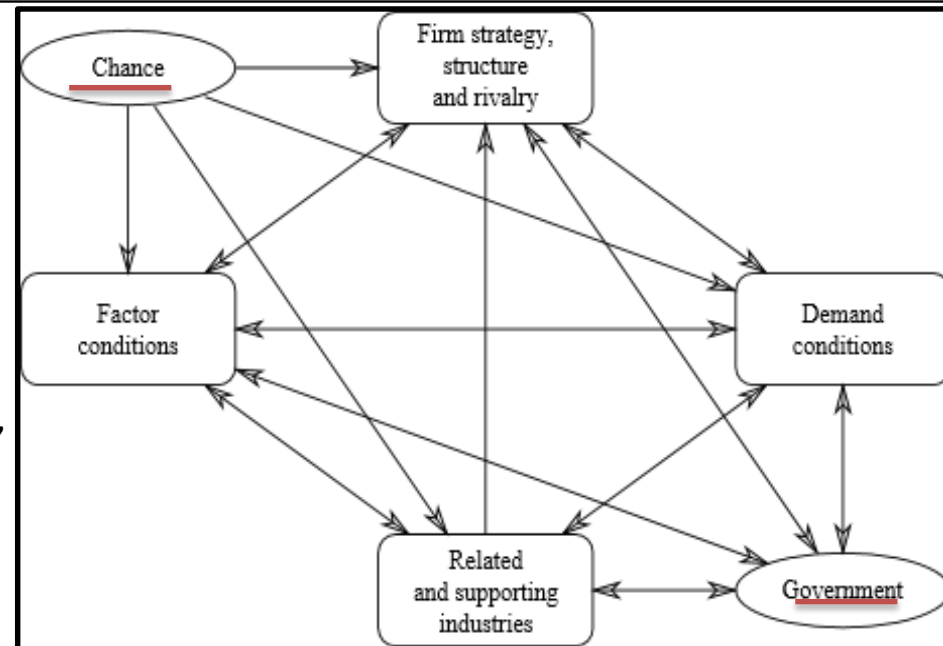 Firm strategy,
structure
and rivalry
Chance
Factor
conditions
Demand
conditions
Related
and supporting
industries
Government